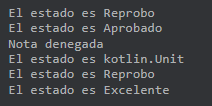 El estado es Reprobo
El estado es Aprobado
Nota denegada
El estado es kotlin.Unit
El estado es Reprobo
El estado es Excelente